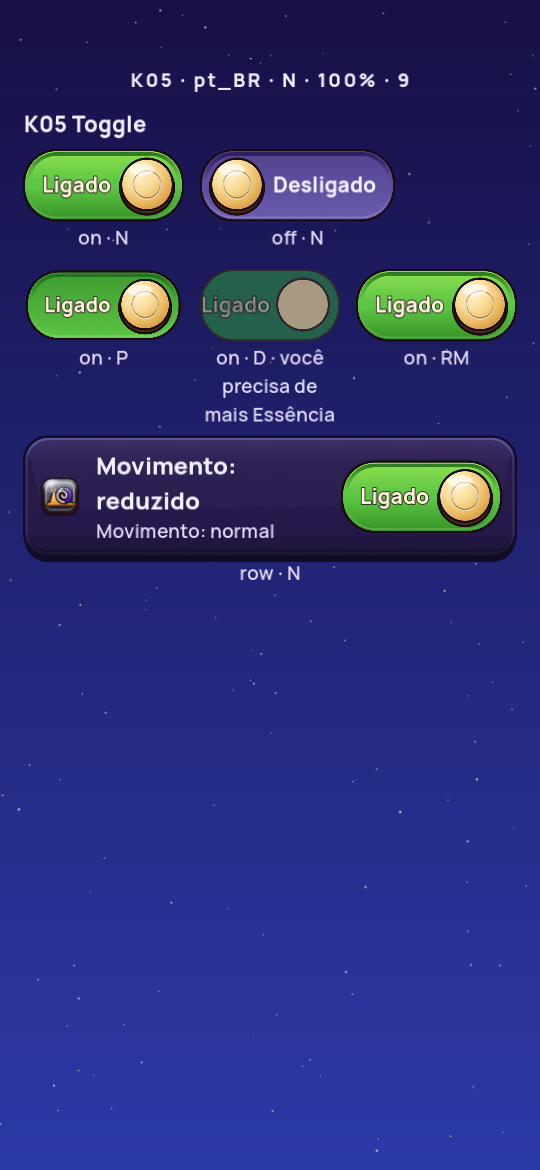 K05 · pt_BR · N · 100% · 9
K05 Toggle
Ligado
Desligado
on · N
off · N
Ligado
Ligado
Ligado
on · P
on · D · você
precisa de
mais Essência
on · RM
Movimento:
reduzido
Movimento: normal
Ligado
row · N